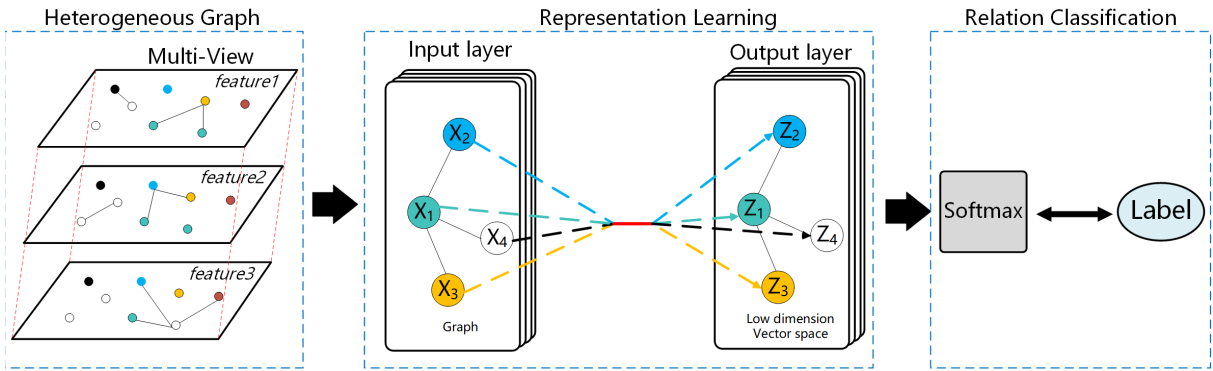 Heterogeneous Graph
Representation Learning
Relation Classification
Multi-View
feature1
feature2
feature3
Input layer
X2
X1
X4
X3
Graph
Output layer
Z2
Z1
Z4
Z3
Low dimension
Vector space
Softmax
Label